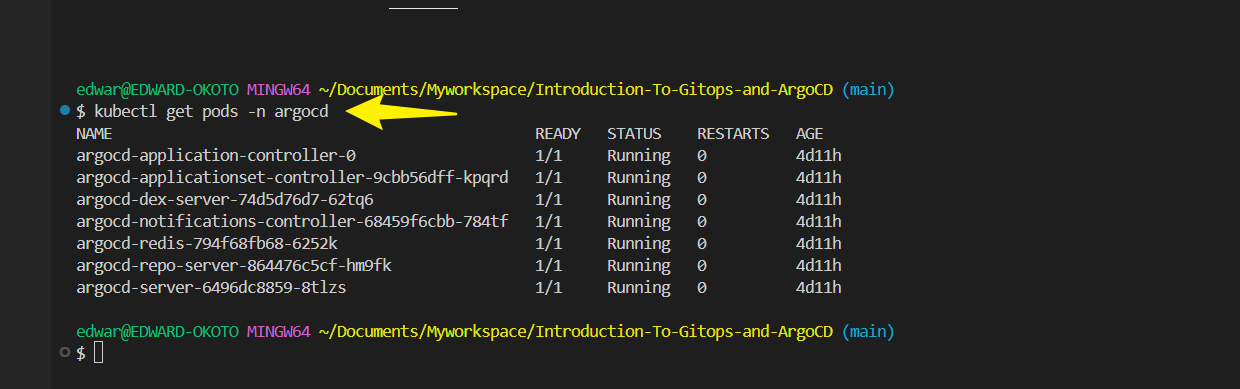 edwar@EDWARD-OKOTO MINGW64 ~/Documents/Myworkspace/Introduction-To-Gitops-and-ArgoCD (main)
$ kubectl get pods -n argocd
NAME READY STATUS RESTARTS AGE
argocd-application-controller-0 1/1 Running 0 4d11h
argocd-applicationset-controller-9cbb56dff-kpqrd 1/1 Running 0 4d11h
argocd-dex-server-74d5d76d7-62tq6 1/1 Running 0 4d11h
argocd-notifications-controller-68459f6cbb-784tf 1/1 Running 0 4d11h
argocd-redis-794f68fb68-6252k 1/1 Running 0 4d11h
argocd-repo-server-864476c5cf-hm9fk 1/1 Running 0 4d11h
argocd-server-6496dc8859-8tlzs 1/1 Running 0 4d11h
edwar@EDWARD-OKOTO MINGW64 ~/Documents/Myworkspace/Introduction-To-Gitops-and-ArgoCD (main)
$